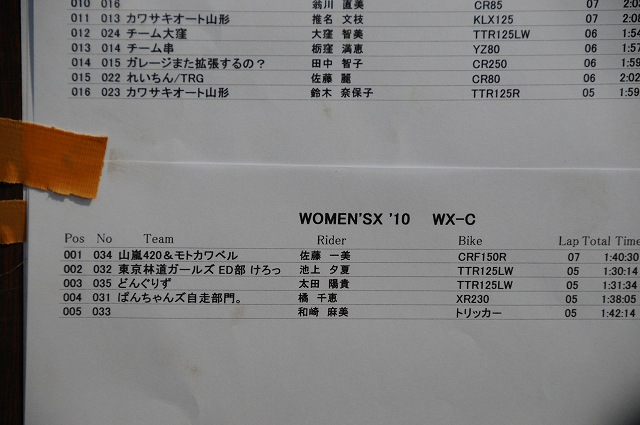 010 016 翁川 直美 CR85 07 2:03
011 013 カワサキオート山形 椎名 文枝 KLX125 07 2:08
012 024 チーム大窪 大窪 智美 TTR125LW 06 1:54
013 014 チーム串 栃窪 満恵 YZ80 06 1:57
014 015 ガレージまた拡張するの？ 田中 智子 CR250 06 1:59
015 022 れいちん/TRG 佐藤 麗 CR80 06 2:02
016 023 カワサキオート山形 鈴木 奈保子 TTR125R 05 1:59
WOMEN'SX '10 WX-C
Pos No Team Rider Bike Lap Total Time
001 034 山嵐420＆モトカワベル 佐藤 一美 CRF150R 07 1:40:30
002 032 東京林道ガールズ ED部 けろっ 池上 夕夏 TTR125LW 05 1:30:14
003 035 どんぐりず 太田 陽貴 TTR125LW 05 1:31:34
004 031 ぱんちゃんズ自走部門。 橘 千恵 XR230 05 1:38:05
005 033 和崎 麻美 トリッカー 05 1:42:14